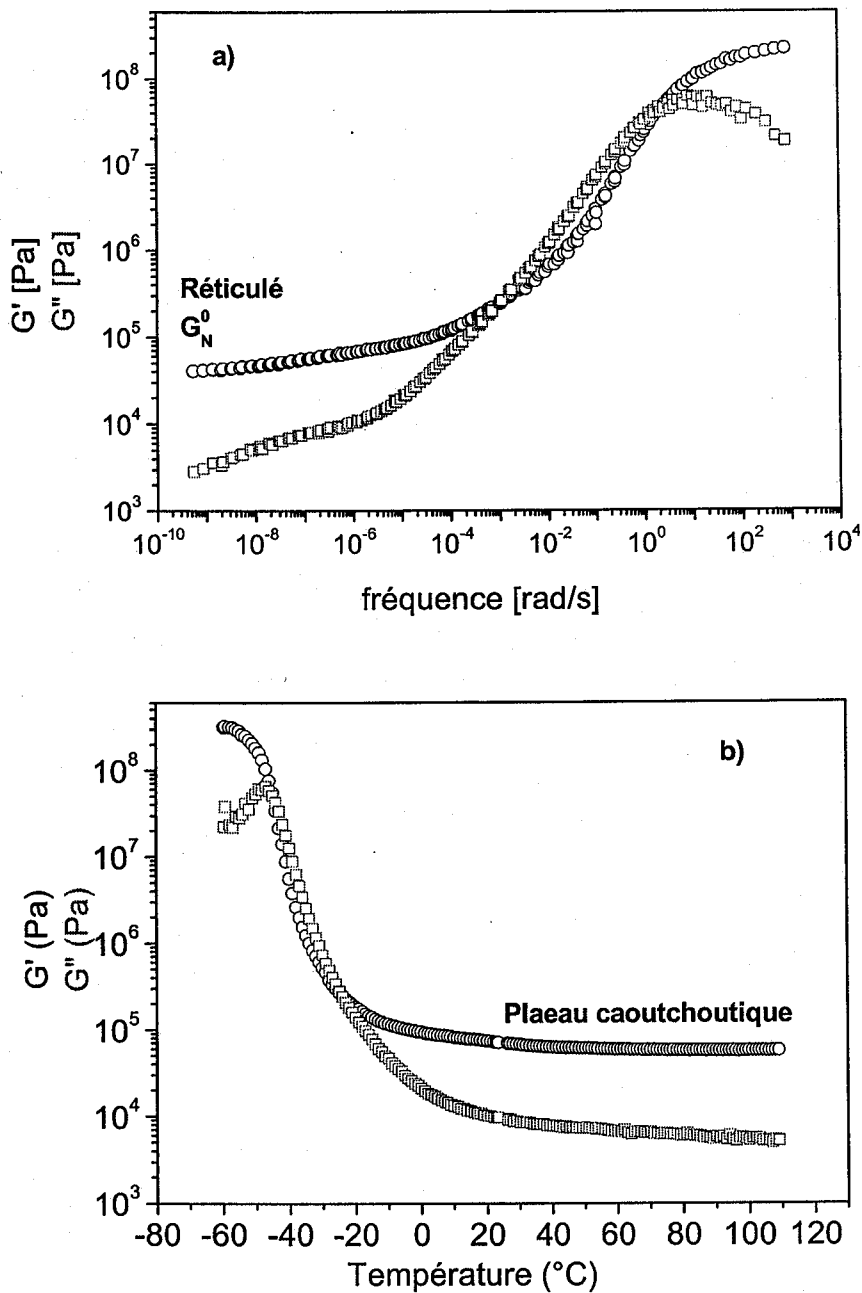 a)
10^8
10^7
10^6
10^5
10^4
10^3
G' [Pa]
G" [Pa]
Réticulé
G_N^0
10^-10 10^-8 10^-6 10^-4 10^-2 10^0 10^2 10^4
fréquence [rad/s]
b)
10^8
10^7
10^6
10^5
10^4
10^3
G' (Pa)
G" (Pa)
Plaeau caoutchoutique
-80 -60 -40 -20 0 20 40 60 80 100 120
Température (°C)